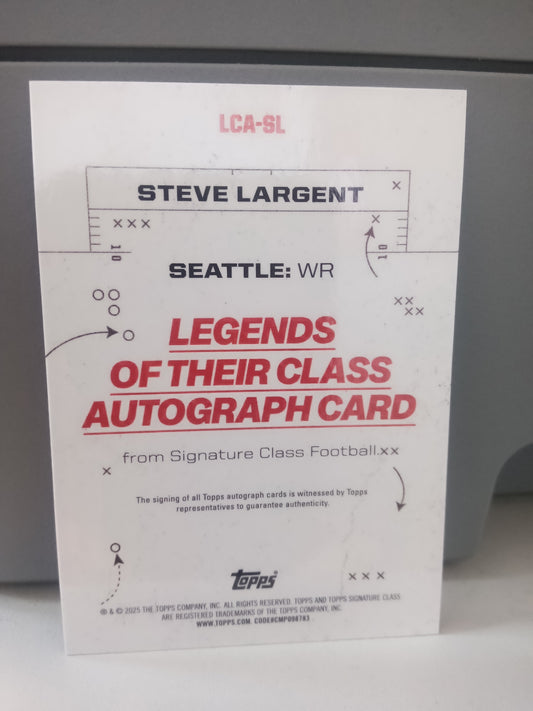 LCA-SL
STEVE LARGENT
10
10
SEATTLE: WR
LEGENDS
OF THEIR CLASS
AUTOGRAPH CARD
from Signature Class Football.
The signing of all Topps autograph cards is witnessed by Topps
representatives to guarantee authenticity.
topps
® & © 2025 THE TOPPS COMPANY, INC. ALL RIGHTS RESERVED. TOPPS AND TOPPS SIGNATURE CLASS
ARE REGISTERED TRADEMARKS OF THE TOPPS COMPANY, INC.
WWW.TOPPS.COM. CODE#CMP098783